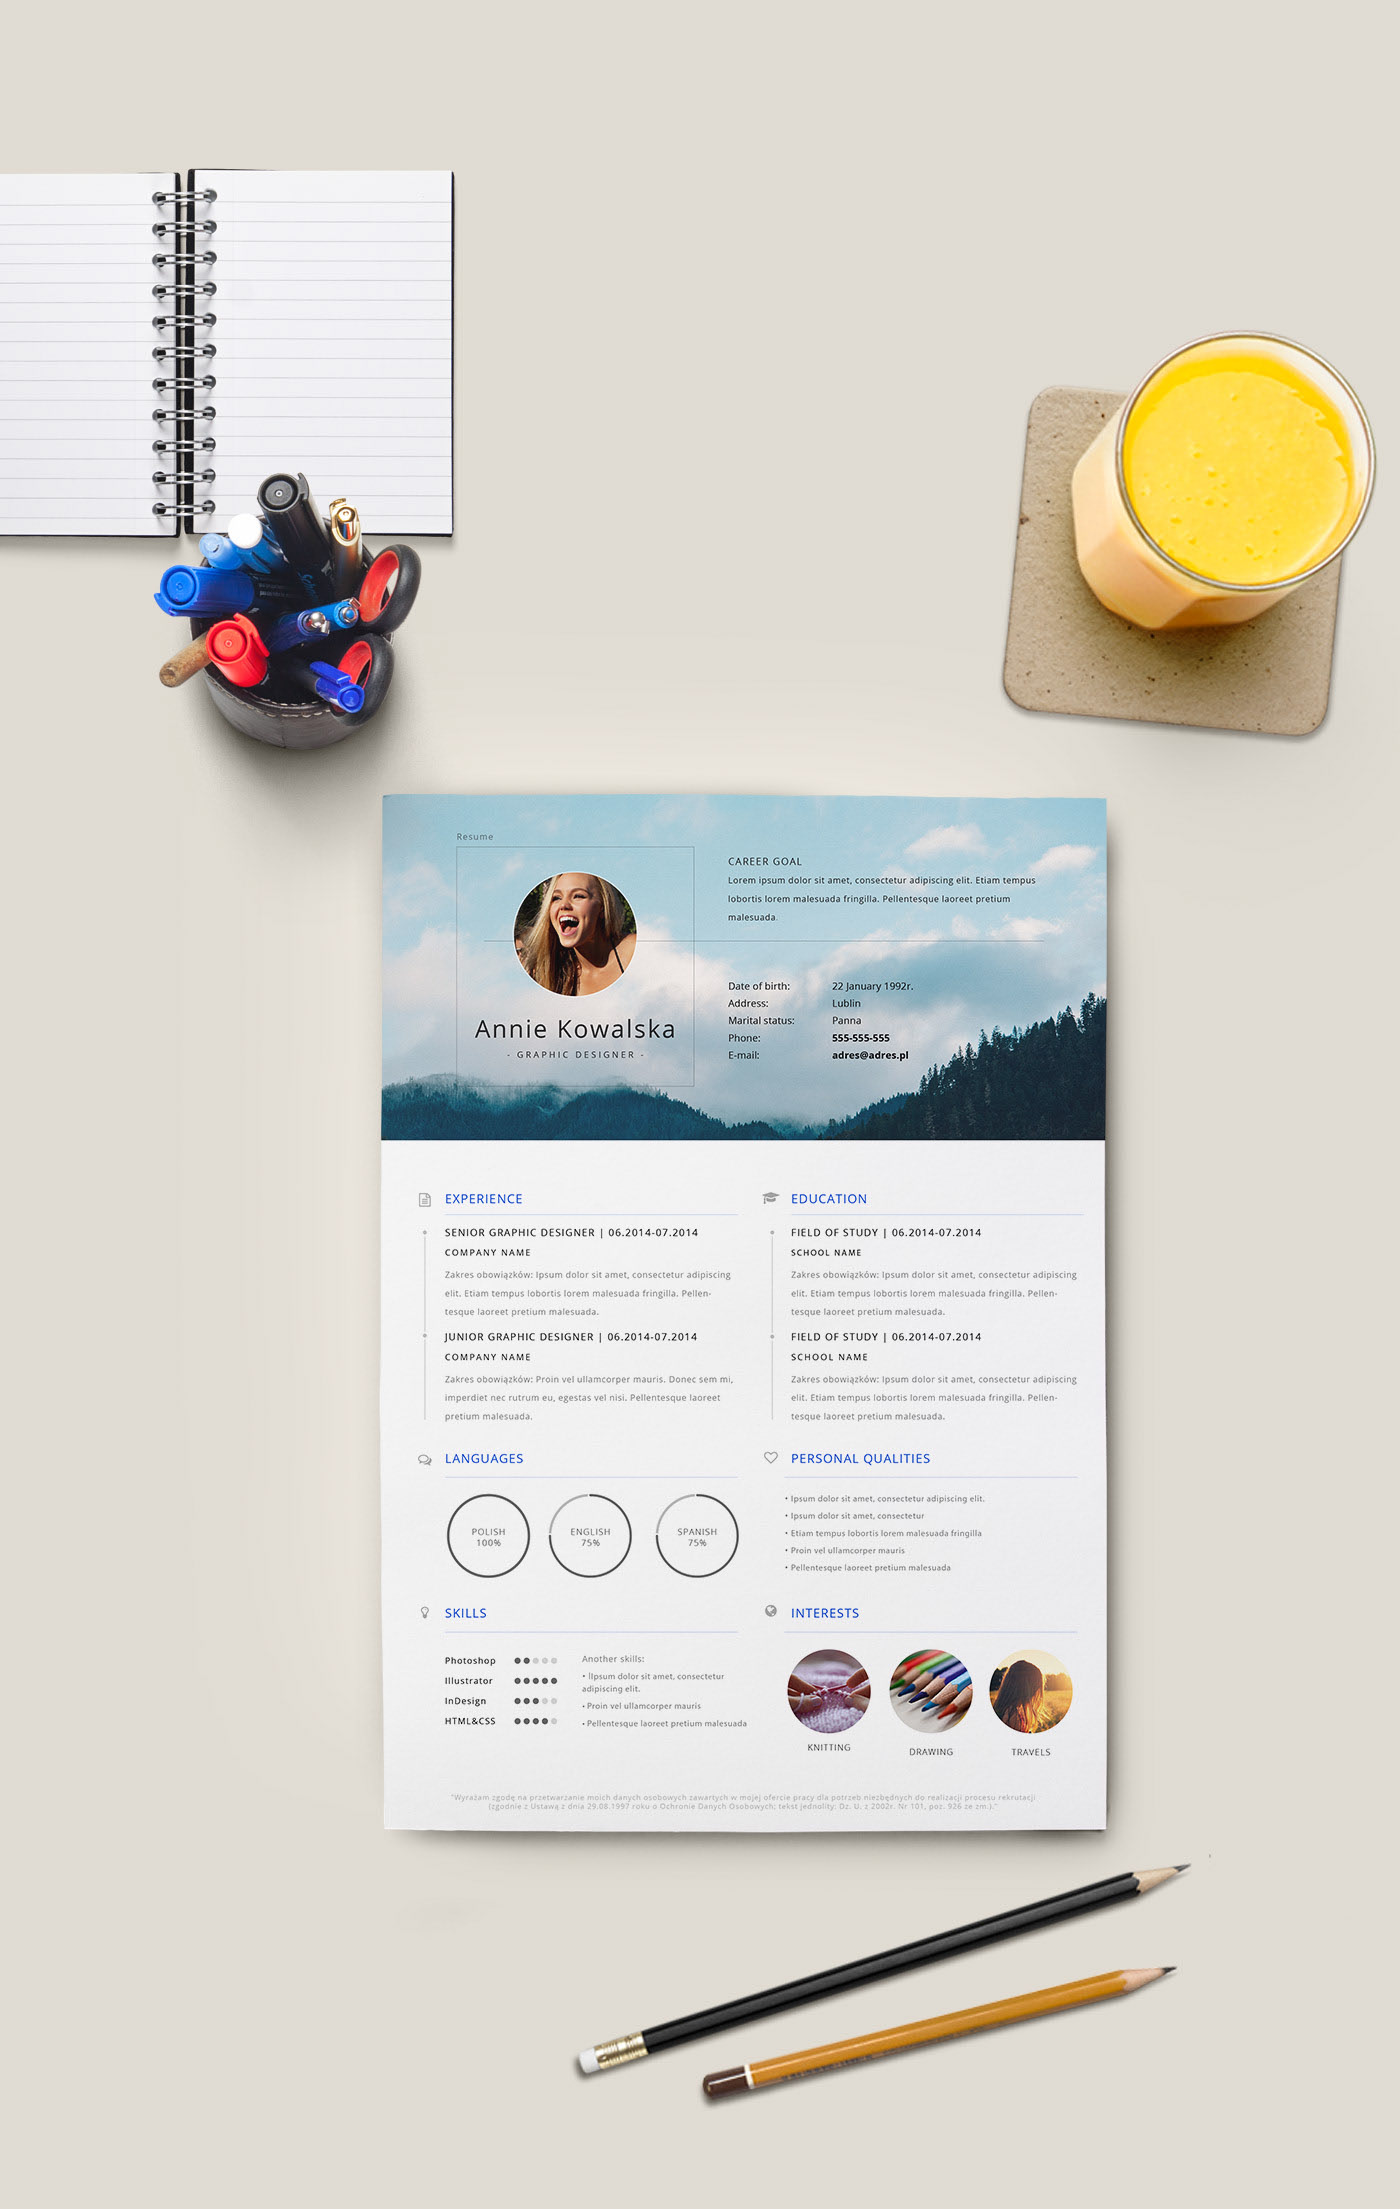 Resume
Annie Kowalska
- GRAPHIC DESIGNER -
CAREER GOAL
Lorem ipsum dolor sit amet, consectetur adipiscing elit. Etiam tempus
lobortis lorem malesuada fringilla. Pellentesque laoreet pretium
malesuada.
Date of birth: 22 January 1992r.
Address: Lublin
Marital status: Panna
Phone: 555-555-555
E-mail: adres@adres.pl
EXPERIENCE
SENIOR GRAPHIC DESIGNER | 06.2014-07.2014
COMPANY NAME
Zakres obowiązków: Ipsum dolor sit amet, consectetur adipiscing
elit. Etiam tempus lobortis lorem malesuada fringilla. Pellen-
tesque laoreet pretium malesuada.
JUNIOR GRAPHIC DESIGNER | 06.2014-07.2014
COMPANY NAME
Zakres obowiązków: Proin vel ullamcorper mauris. Donec sem mi,
imperdiet nec rutrum eu, egestas vel nisi. Pellentesque laoreet
pretium malesuada.
EDUCATION
FIELD OF STUDY | 06.2014-07.2014
SCHOOL NAME
Zakres obowiązków: Ipsum dolor sit amet, consectetur adipiscing
elit. Etiam tempus lobortis lorem malesuada fringilla. Pellen-
tesque laoreet pretium malesuada.
FIELD OF STUDY | 06.2014-07.2014
SCHOOL NAME
Zakres obowiązków: Ipsum dolor sit amet, consectetur adipiscing
elit. Etiam tempus lobortis lorem malesuada fringilla. Pellen-
tesque laoreet pretium malesuada.
LANGUAGES
POLISH
100%
ENGLISH
75%
SPANISH
75%
PERSONAL QUALITIES
• Ipsum dolor sit amet, consectetur adipiscing elit.
• Ipsum dolor sit amet, consectetur
• Etiam tempus lobortis lorem malesuada fringilla
• Proin vel ullamcorper mauris
• Pellentesque laoreet pretium malesuada
SKILLS
Photoshop
Illustrator
InDesign
HTML&CSS
Another skills:
• lIpsum dolor sit amet, consectetur
adipiscing elit.
• Proin vel ullamcorper mauris
• Pellentesque laoreet pretium malesuada
INTERESTS
KNITTING
DRAWING
TRAVELS
"Wyrażam zgodę na przetwarzanie moich danych osobowych zawartych w mojej ofercie pracy dla potrzeb niezbędnych do realizacji procesu rekrutacji
(zgodnie z Ustawą z dnia 29.08.1997 roku o Ochronie Danych Osobowych; tekst jednolity: Dz. U. z 2002r. Nr 101, poz. 926 ze zm.)."